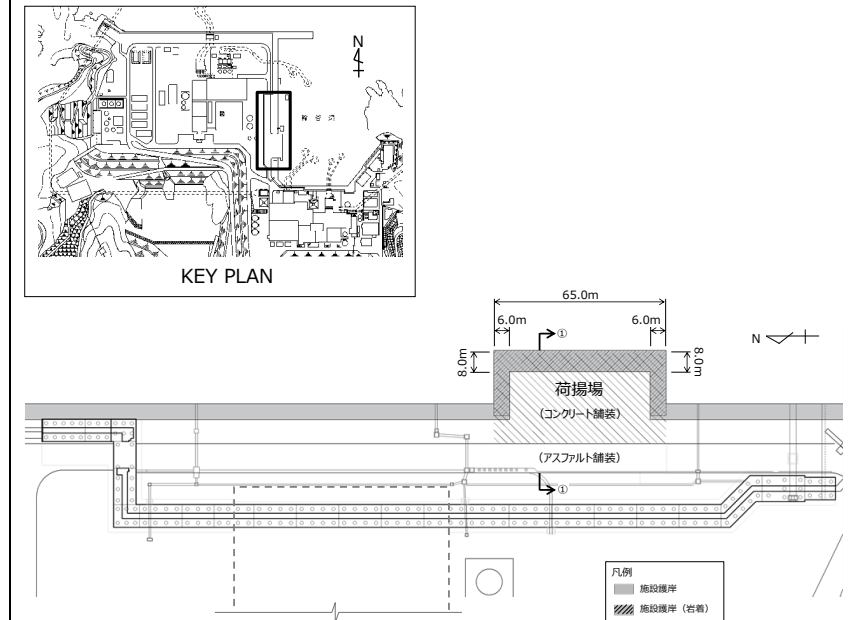 N
KEY PLAN
65.0m
6.0m
6.0m
①
N
8.0m
8.0m
荷揚場
(コンクリート舗装)
(アスファルト舗装)
①
凡例
施設護岸
施設護岸（岩着）